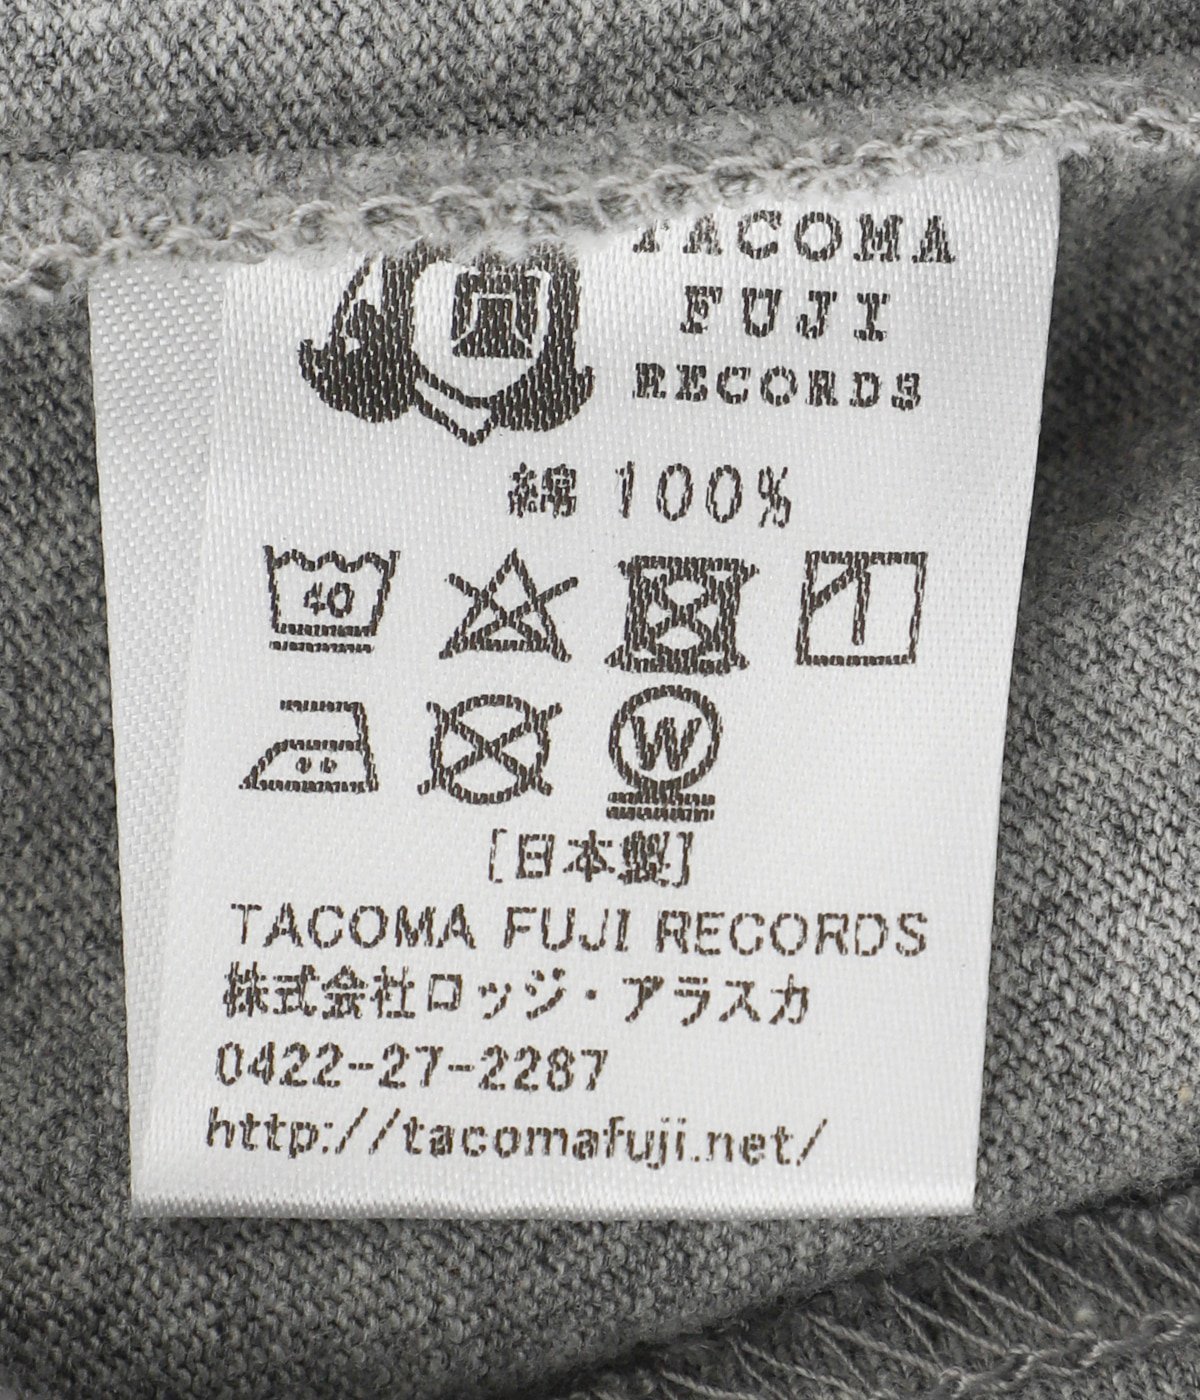 TACOMA
FUJI
RECORDS
綿 100%
40
W
[日本製]
TACOMA FUJI RECORDS
株式会社ロッジ・アラスカ
0422-27-2287
http://tacomafuji.net/